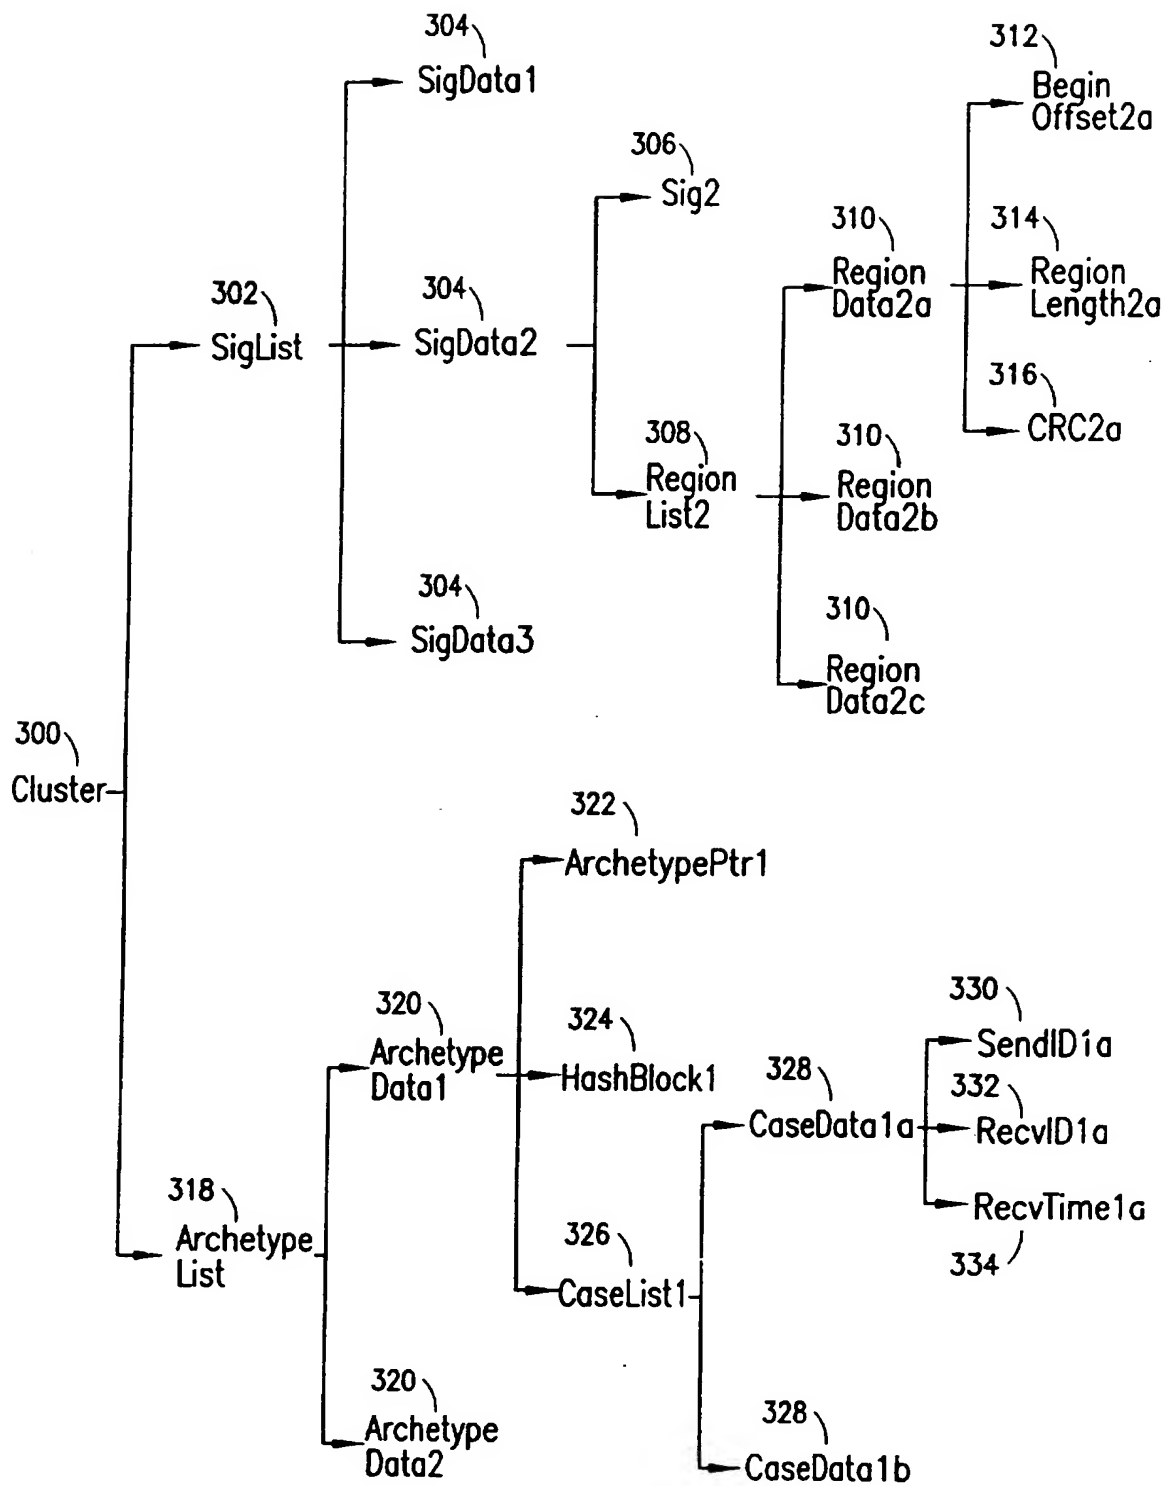 304
SigData1
312
Begin
Offset2a
306
Sig2
310
Region
Data2a
314
Region
Length2a
302
SigList
304
SigData2
316
CRC2a
308
Region
List2
310
Region
Data2b
304
SigData3
310
Region
Data2c
300
Cluster
322
ArchetypePtr1
320
Archetype
Data1
324
HashBlock1
330
SendID1a
328
CaseData1a
332
RecvID1a
318
Archetype
List
326
CaseList1
RecvTime1a
334
320
Archetype
Data2
328
CaseData1b